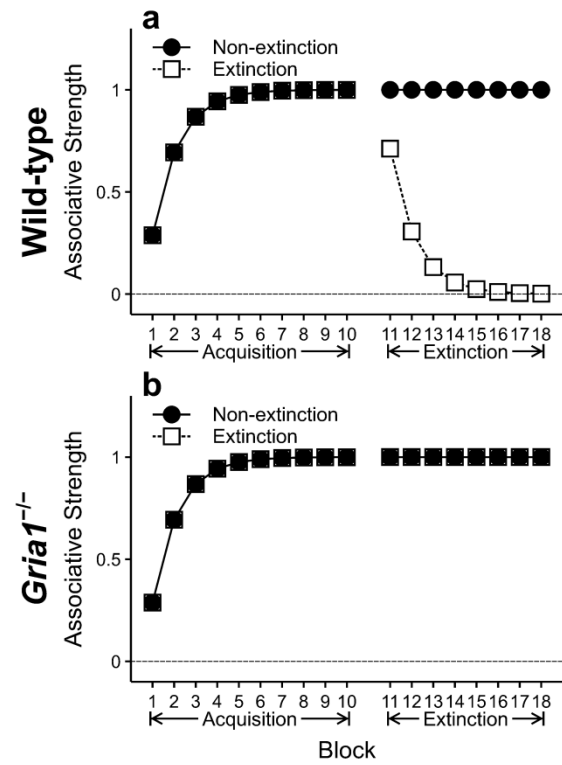 a
Wild-type
Associative Strength
Non-extinction
Extinction
1
0.5
0
1 2 3 4 5 6 7 8 9 10 11 12 13 14 15 16 17 18
Acquisition Extinction
b
Gria1⁻/⁻
Associative Strength
Non-extinction
Extinction
1
0.5
0
1 2 3 4 5 6 7 8 9 10 11 12 13 14 15 16 17 18
Acquisition Extinction
Block